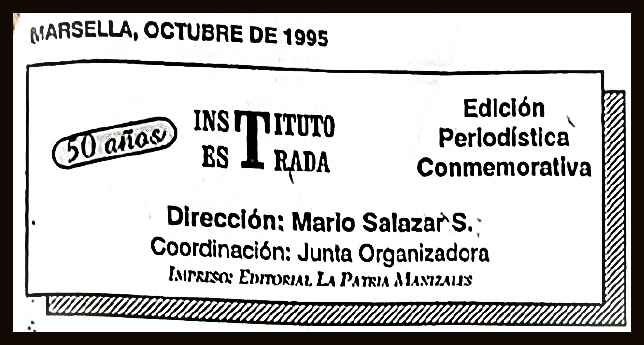 MARSELLA, OCTUBRE DE 1995
50 años
INSTITUTO
ESTRADA
Edición
Periodística
Conmemorativa
Dirección: Mario Salazar S.
Coordinación: Junta Organizadora
IMPRESO: EDITORIAL LA PATRIA MANIZALES